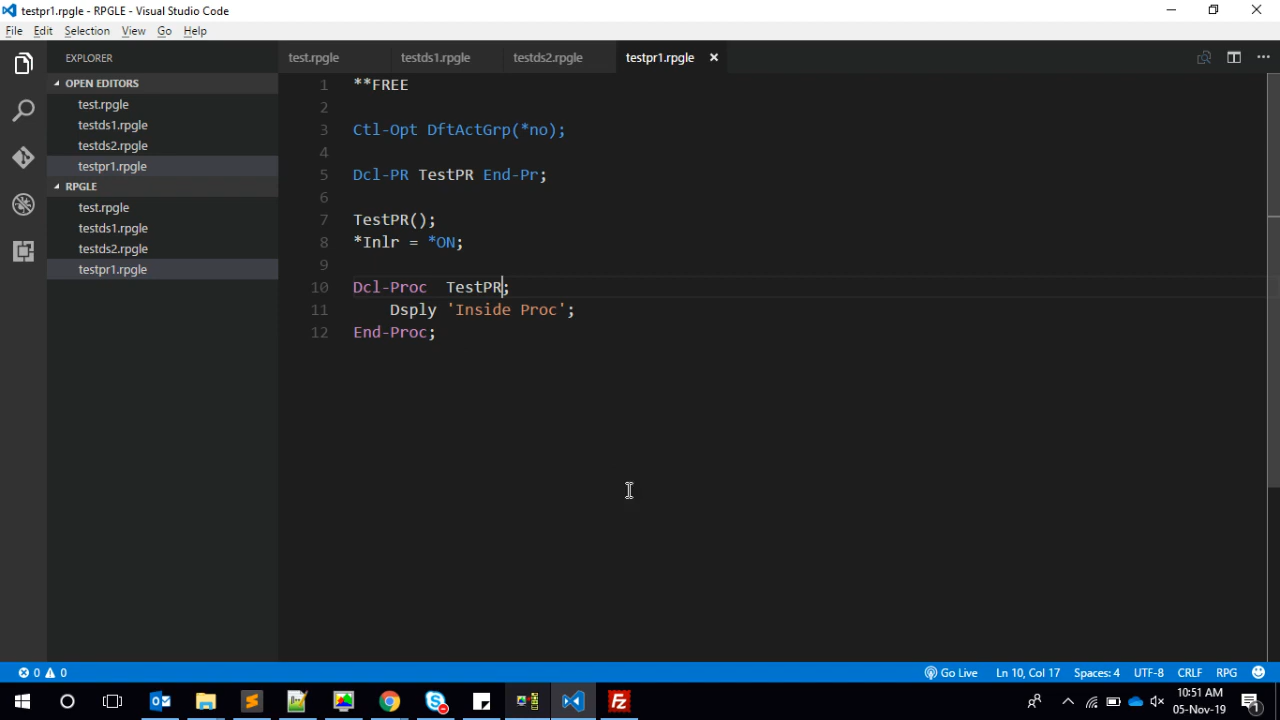 testpr1.rpgle - RPGLE - Visual Studio Code
File Edit Selection View Go Help
EXPLORER
OPEN EDITORS
test.rpgle
testds1.rpgle
testds2.rpgle
testpr1.rpgle
RPGLE
test.rpgle
testds1.rpgle
testds2.rpgle
testpr1.rpgle
test.rpgle testds1.rpgle testds2.rpgle testpr1.rpgle ×
1 **FREE
2
3 Ctl-Opt DftActGrp(*no);
4
5 Dcl-PR TestPR End-Pr;
6
7 TestPR();
8 *Inlr = *ON;
9
10 Dcl-Proc  TestPR;
11     Dsply 'Inside Proc';
12 End-Proc;
0 0 Go Live Ln 10, Col 17 Spaces: 4 UTF-8 CRLF RPG
10:51 AM
05-Nov-19
1